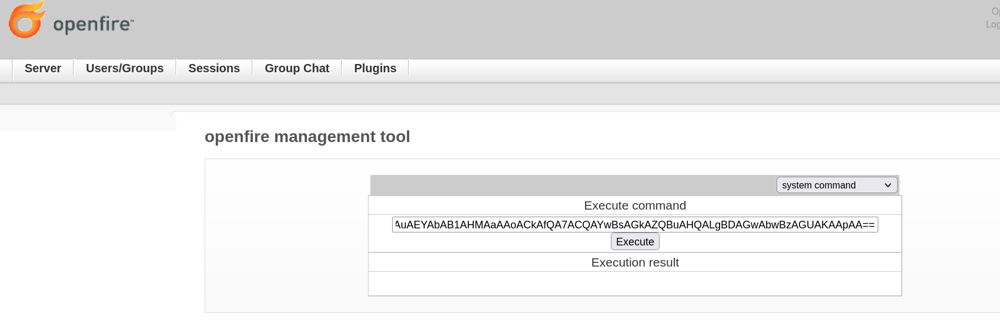 openfire™
Op
Log
Server Users/Groups Sessions Group Chat Plugins
openfire management tool
system command
Execute command
AuAEYAbAB1AHMAaAAoACkAfQA7ACQAYwBsAGkAZQBuAHQALgBDAGwAbwBzAGUAKAApAA==
Execute
Execution result